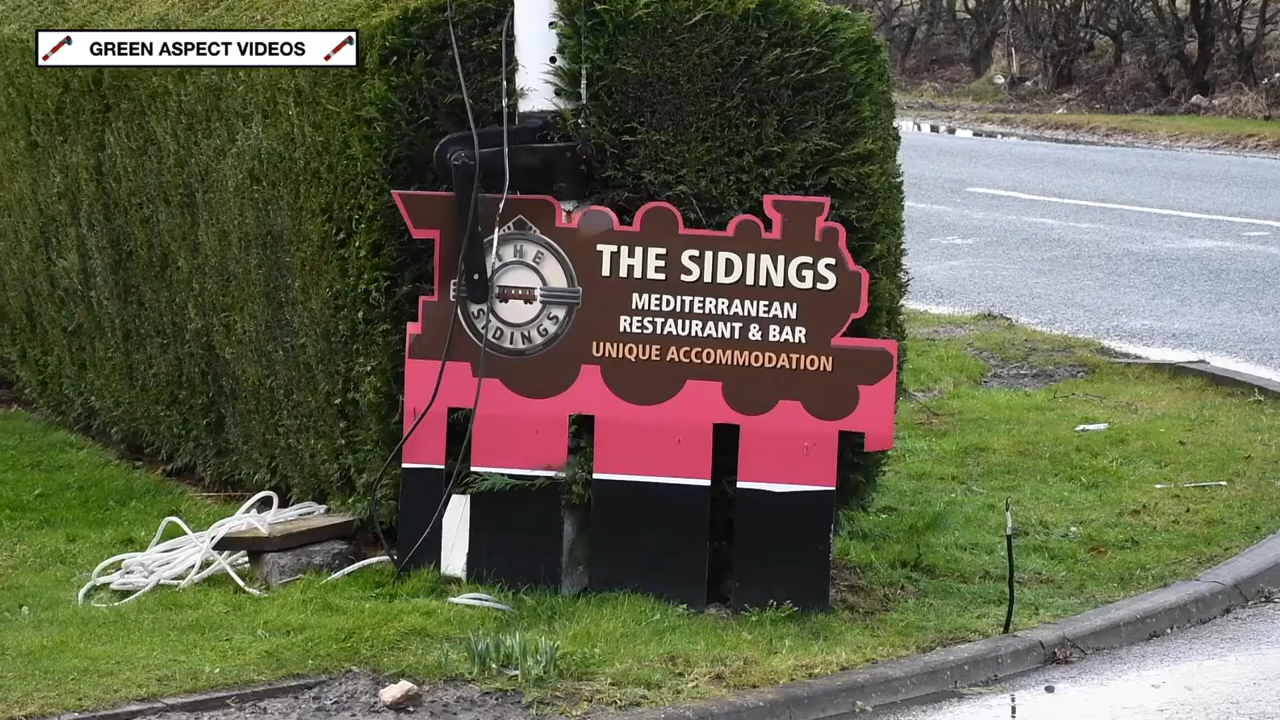 GREEN ASPECT VIDEOS
THE
SIDINGS
THE SIDINGS
MEDITERRANEAN
RESTAURANT & BAR
UNIQUE ACCOMMODATION